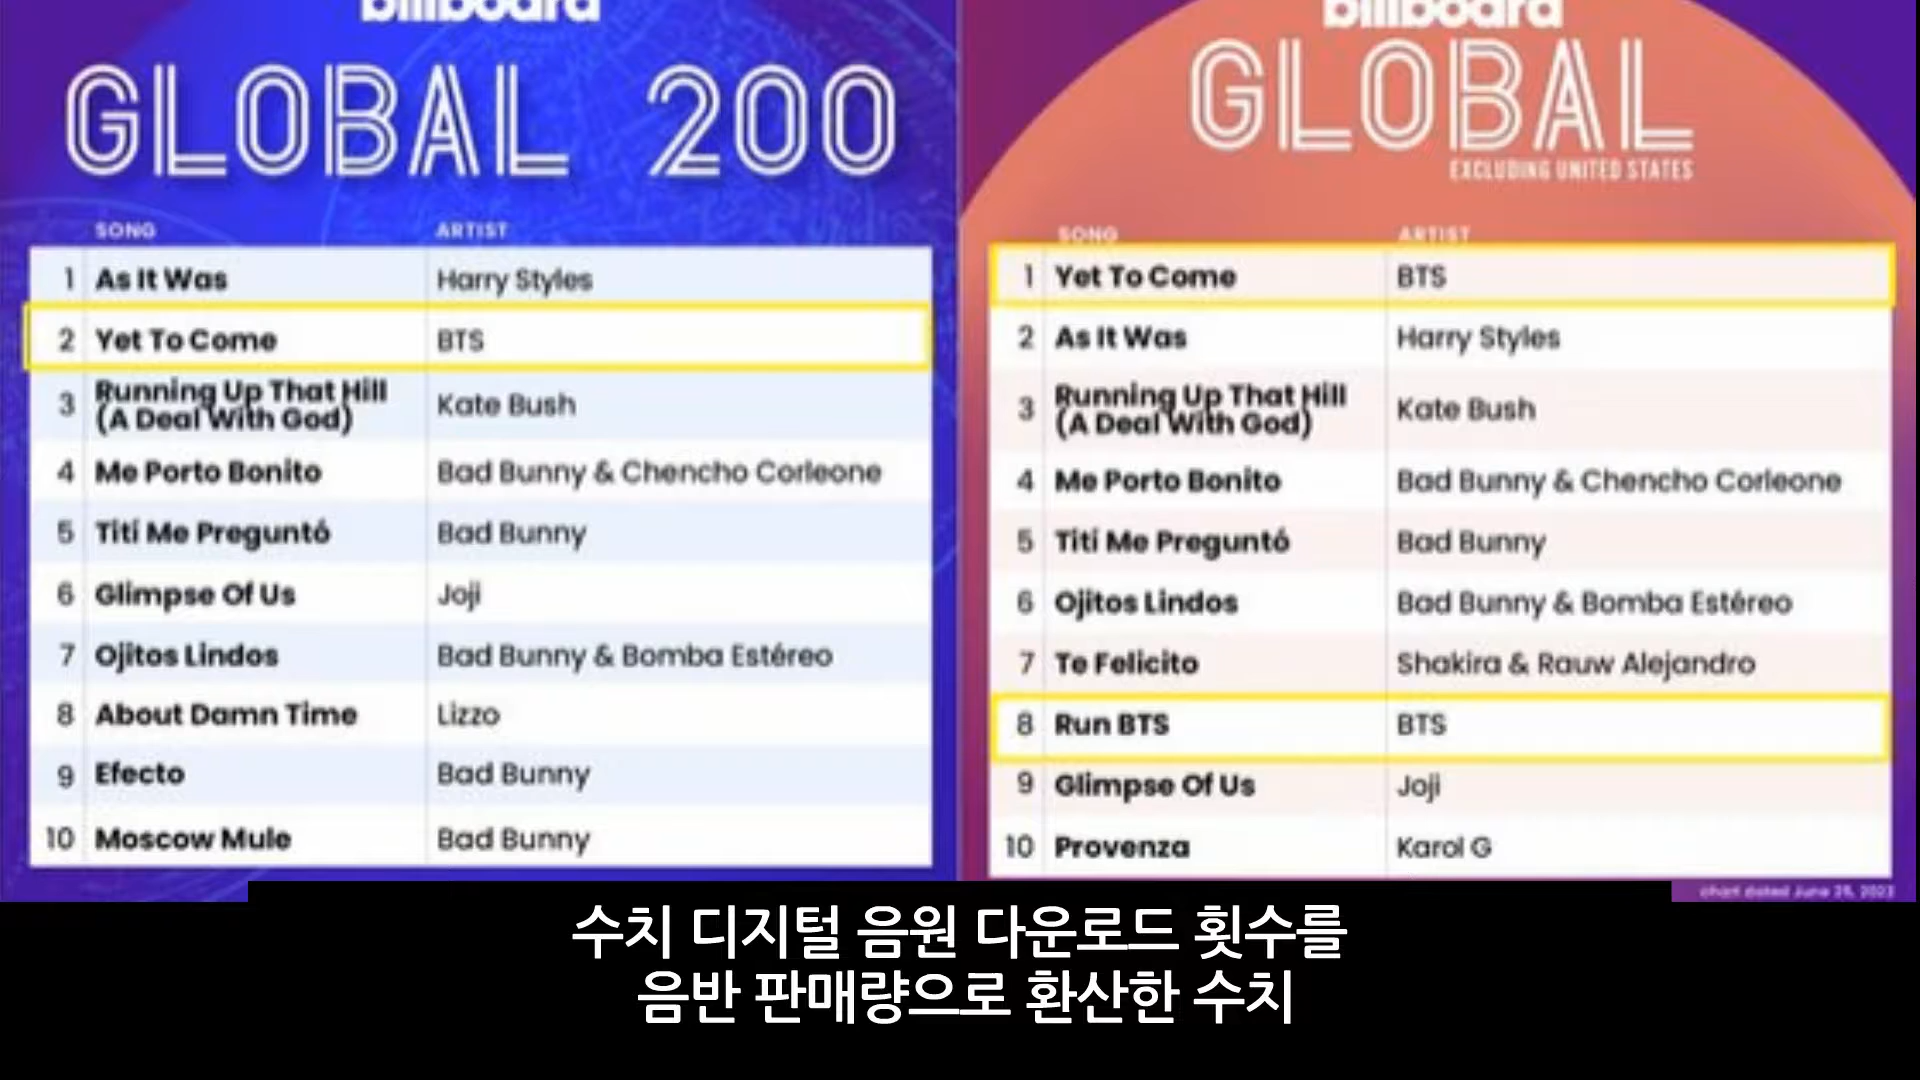 billboard
GLOBAL 200
SONG ARTIST
1 As It Was Harry Styles
2 Yet To Come BTS
3 Running Up That Hill
(A Deal With God) Kate Bush
4 Me Porto Bonito Bad Bunny & Chencho Corleone
5 Tití Me Preguntó Bad Bunny
6 Glimpse Of Us Joji
7 Ojitos Lindos Bad Bunny & Bomba Estéreo
8 About Damn Time Lizzo
9 Efecto Bad Bunny
10 Moscow Mule Bad Bunny
billboard
GLOBAL
EXCLUDING UNITED STATES
SONG ARTIST
1 Yet To Come BTS
2 As It Was Harry Styles
3 Running Up That Hill
(A Deal With God) Kate Bush
4 Me Porto Bonito Bad Bunny & Chencho Corleone
5 Tití Me Preguntó Bad Bunny
6 Ojitos Lindos Bad Bunny & Bomba Estéreo
7 Te Felicito Shakira & Rauw Alejandro
8 Run BTS BTS
9 Glimpse Of Us Joji
10 Provenza Karol G
chart dated June 25, 2022
수치 디지털 음원 다운로드 횟수를
음반 판매량으로 환산한 수치